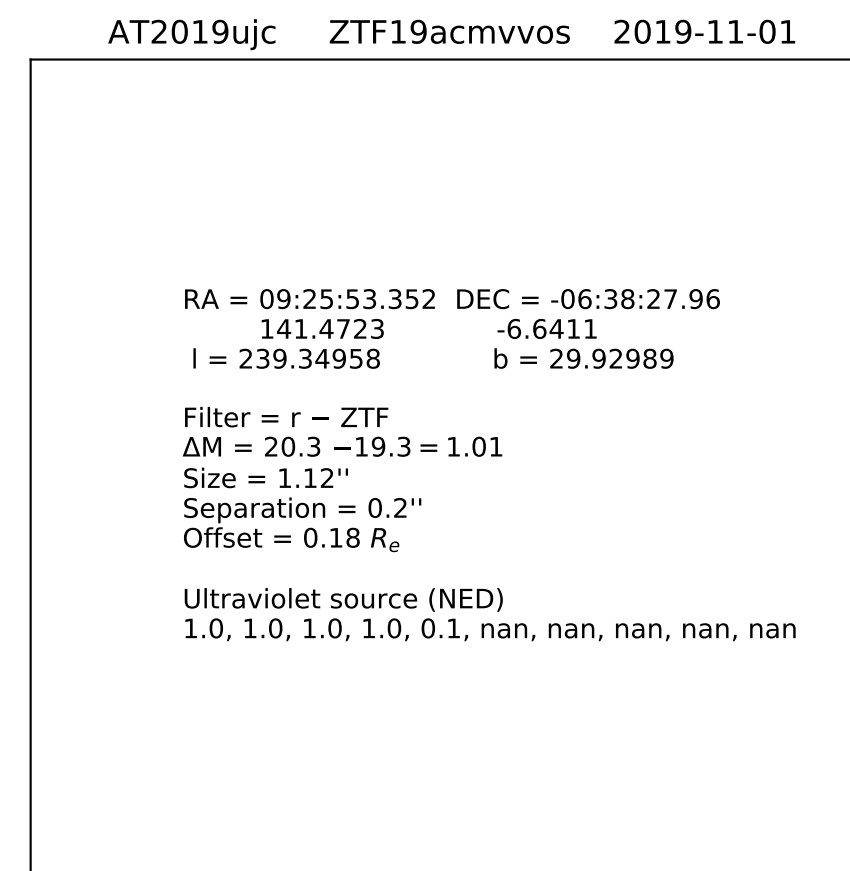 AT2019ujc ZTF19acmvvos 2019-11-01
RA = 09:25:53.352 DEC = -06:38:27.96
141.4723 -6.6411
l = 239.34958 b = 29.92989
Filter = r − ZTF
ΔM = 20.3 −19.3 = 1.01
Size = 1.12''
Separation = 0.2''
Offset = 0.18 Re
Ultraviolet source (NED)
1.0, 1.0, 1.0, 1.0, 0.1, nan, nan, nan, nan, nan